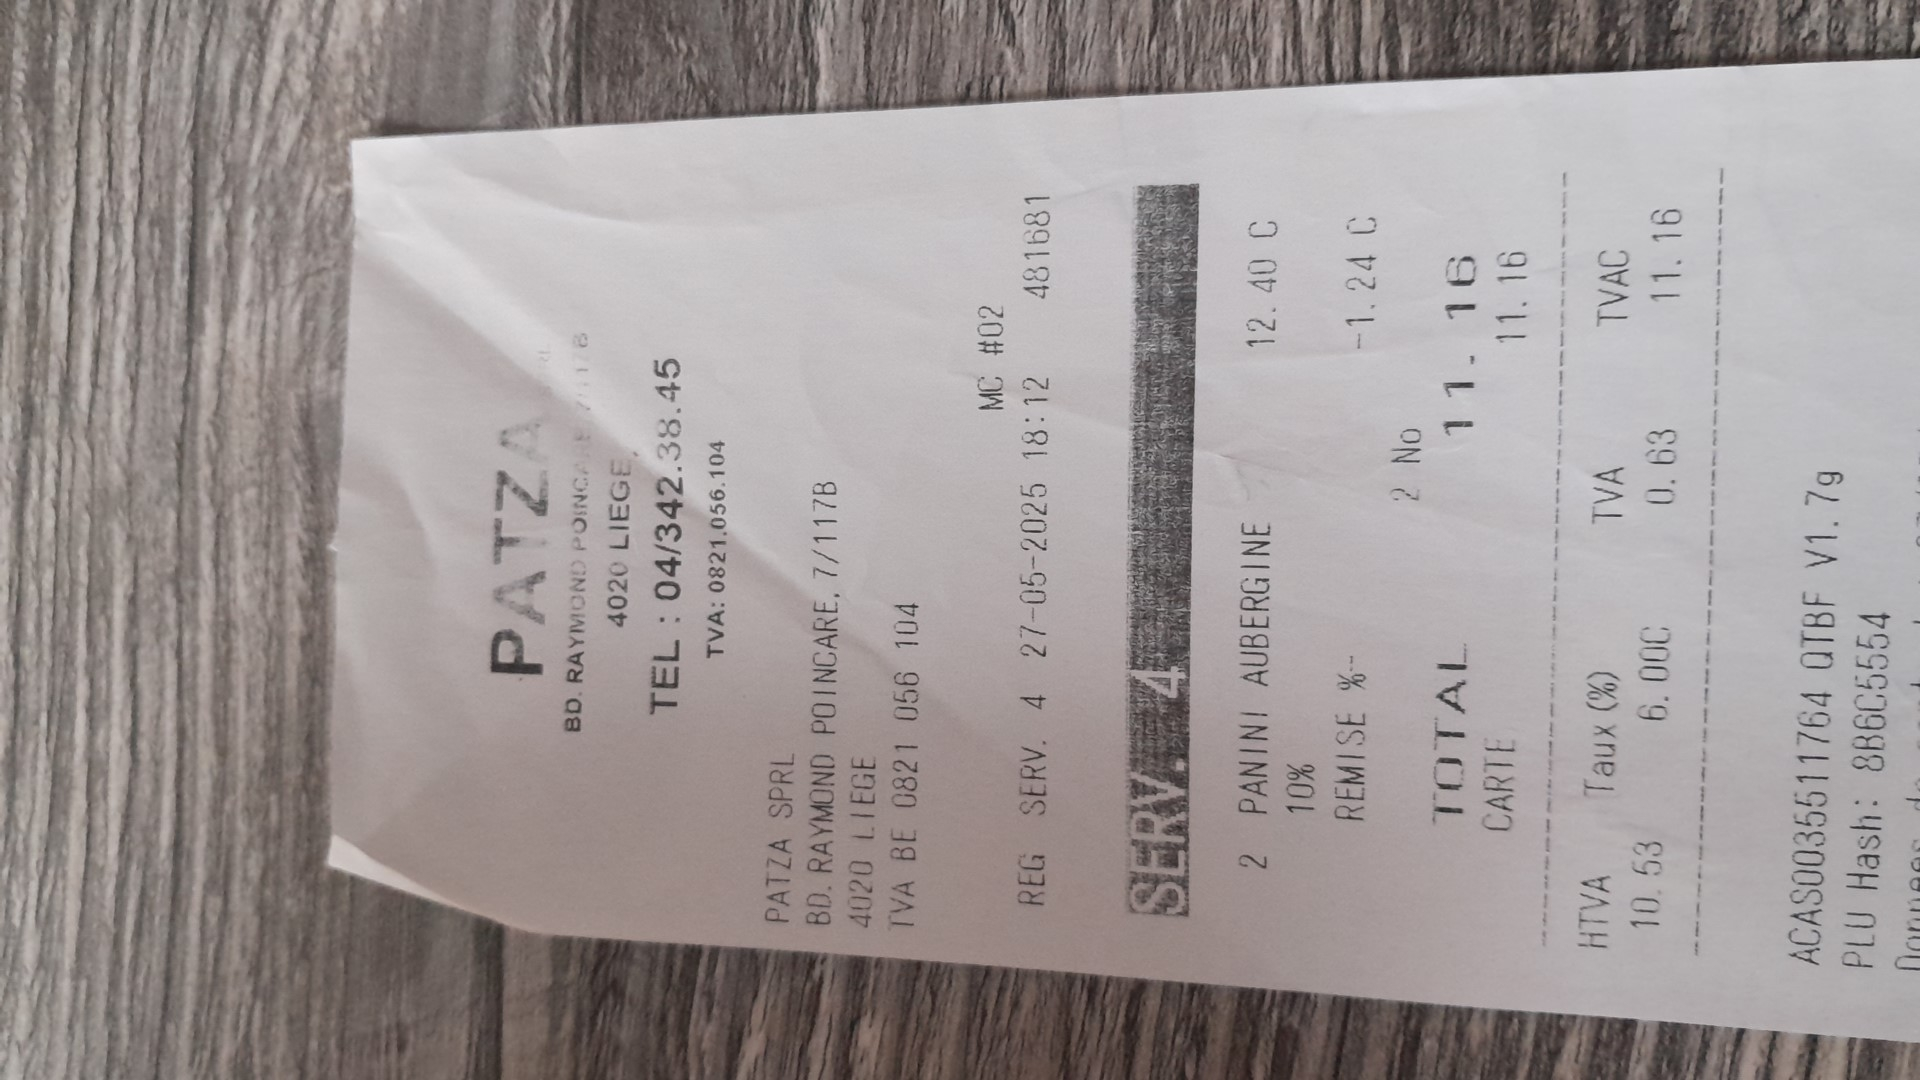 PATZA
BD. RAYMOND POINCARE 7/117B
4020 LIEGE
TEL : 04/342.38.45
TVA: 0821.056.104
PATZA SPRL
BD. RAYMOND POINCARE, 7/117B
4020 LIEGE
TVA BE 0821 056 104
MC #02
REG SERV. 4 27-05-2025 18:12 481681
SERV. 4
2 PANINI AUBERGINE 12.40 C
10%
REMISE %- -1.24 C
2 No
TOTAL 11.16
CARTE 11.16
HTVA Taux(%) TVA TVAC
10.53 6.00C 0.63 11.16
ACAS0035511764 QTBF V1.7g
PLU Hash: 8B6C5554